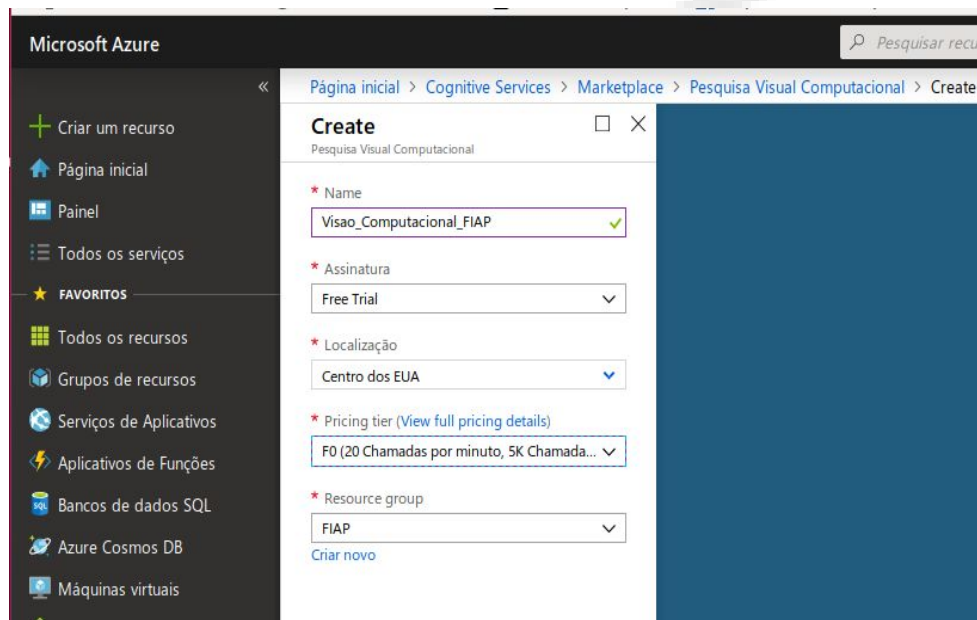 Microsoft Azure
Pesquisar recu
«
Página inicial > Cognitive Services > Marketplace > Pesquisa Visual Computacional > Create
Criar um recurso
Página inicial
Painel
Todos os serviços
FAVORITOS
Todos os recursos
Grupos de recursos
Serviços de Aplicativos
Aplicativos de Funções
SQL
Bancos de dados SQL
Azure Cosmos DB
Máquinas virtuais
Create
Pesquisa Visual Computacional
* Name
Visao_Computacional_FIAP
* Assinatura
Free Trial
* Localização
Centro dos EUA
* Pricing tier (View full pricing details)
F0 (20 Chamadas por minuto, 5K Chamada...
* Resource group
FIAP
Criar novo